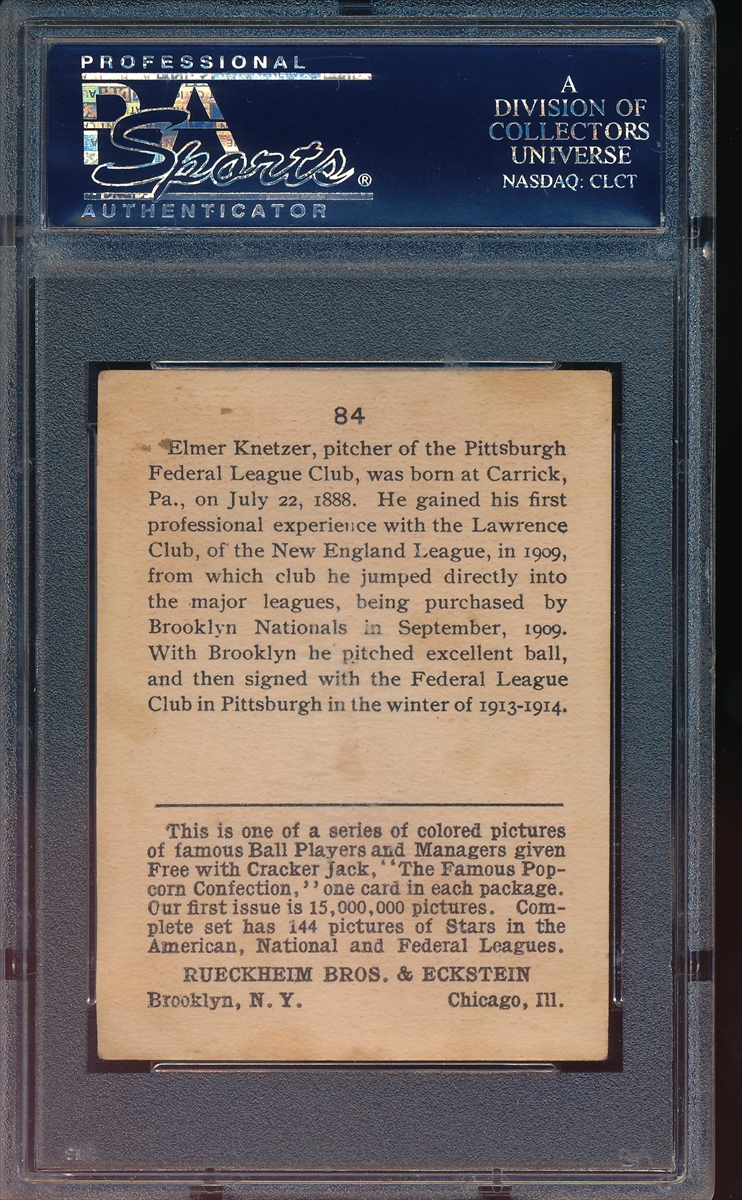 PROFESSIONAL
PSA
Sports®
AUTHENTICATOR
A
DIVISION OF
COLLECTORS
UNIVERSE
NASDAQ: CLCT
84
Elmer Knetzer, pitcher of the Pittsburgh
Federal League Club, was born at Carrick,
Pa., on July 22, 1888. He gained his first
professional experience with the Lawrence
Club, of the New England League, in 1909,
from which club he jumped directly into
the major leagues, being purchased by
Brooklyn Nationals in September, 1909.
With Brooklyn he pitched excellent ball,
and then signed with the Federal League
Club in Pittsburgh in the winter of 1913-1914.
This is one of a series of colored pictures
of famous Ball Players and Managers given
Free with Cracker Jack, "The Famous Pop-
corn Confection," one card in each package.
Our first issue is 15,000,000 pictures. Com-
plete set has 144 pictures of Stars in the
American, National and Federal Leagues.
RUECKHEIM BROS. & ECKSTEIN
Brooklyn, N. Y. Chicago, Ill.